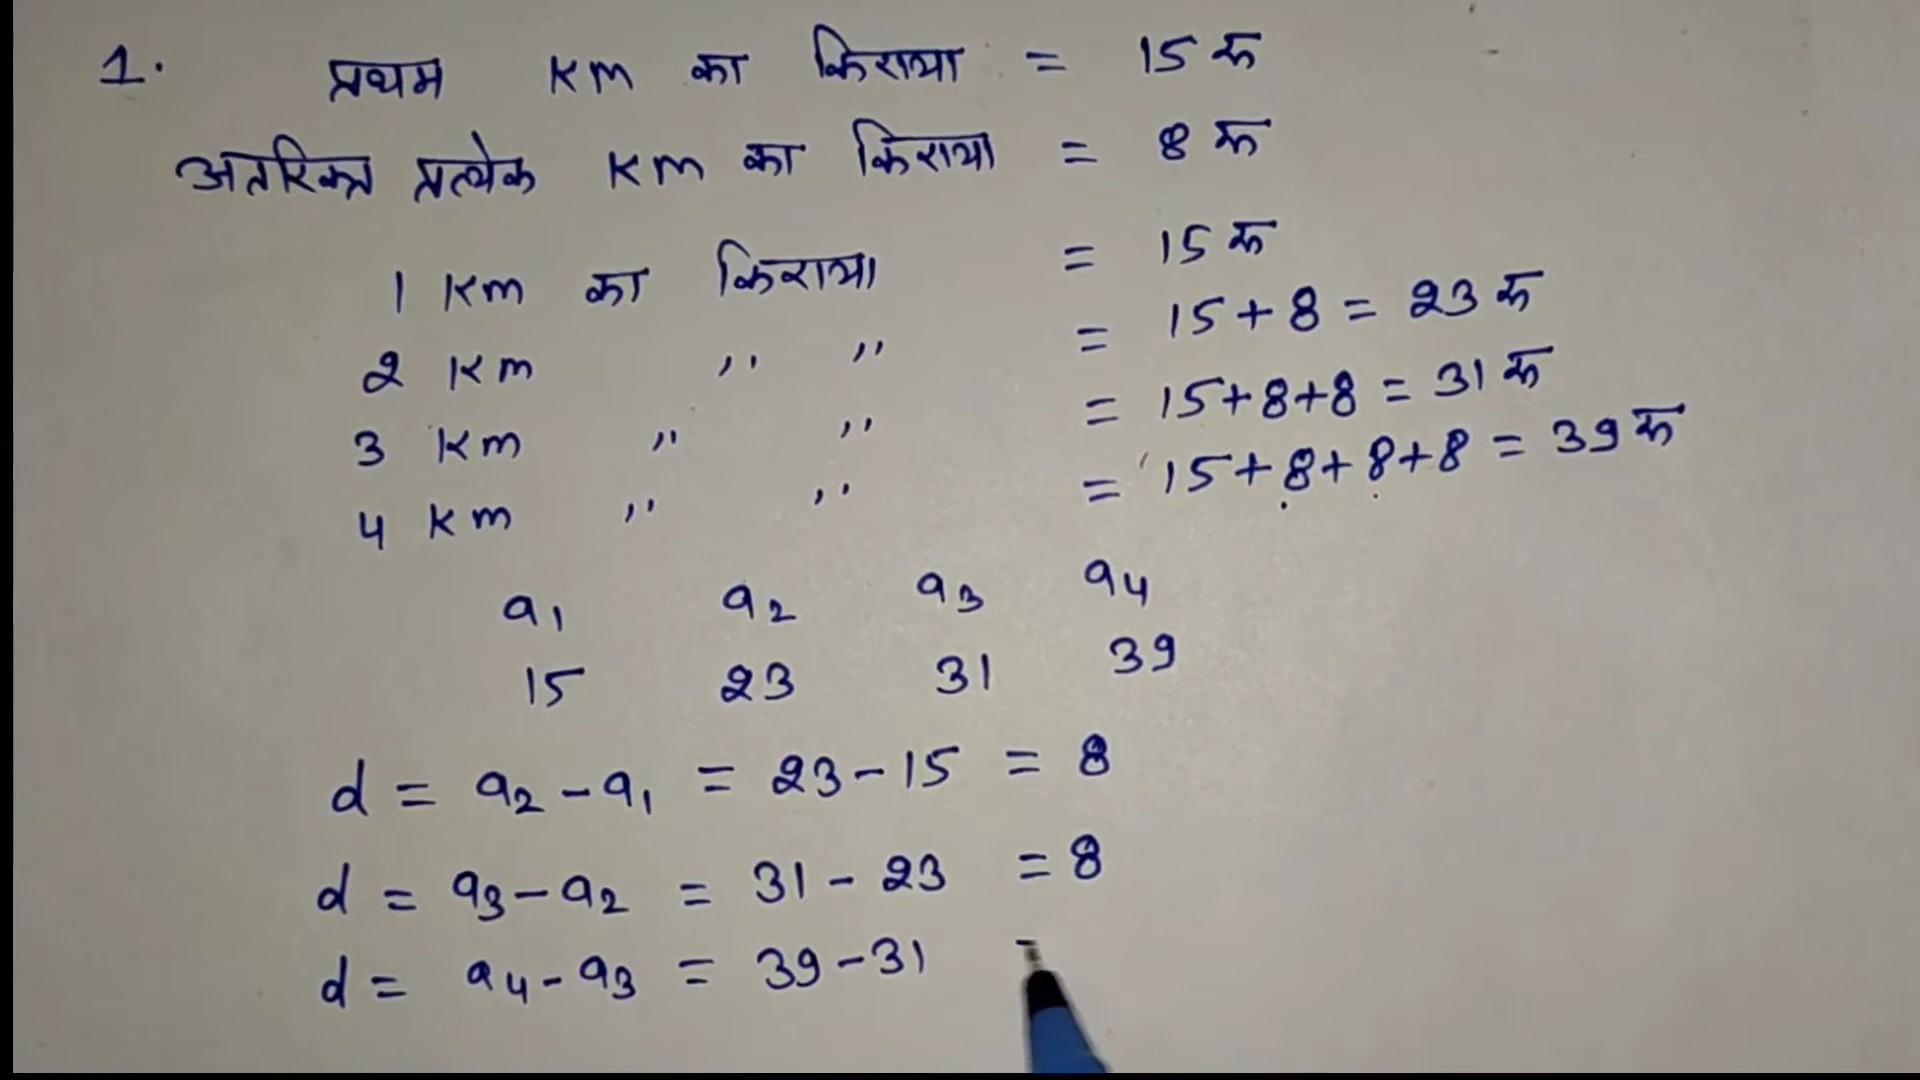 1. प्रथम KM का किराया = 15 रू
अतरिक्त प्रत्येक KM का किराया = 8 रू
1 KM का किराया = 15 रू
2 KM ,, ,, = 15+8 = 23 रू
3 KM ,, ,, = 15+8+8 = 31 रू
4 KM ,, ,, = 15+8+8+8 = 39 रू
a₁ a₂ a₃ a₄
15 23 31 39
d = a₂-a₁ = 23-15 = 8
d = a₃-a₂ = 31-23 = 8
d = a₄-a₃ = 39-31